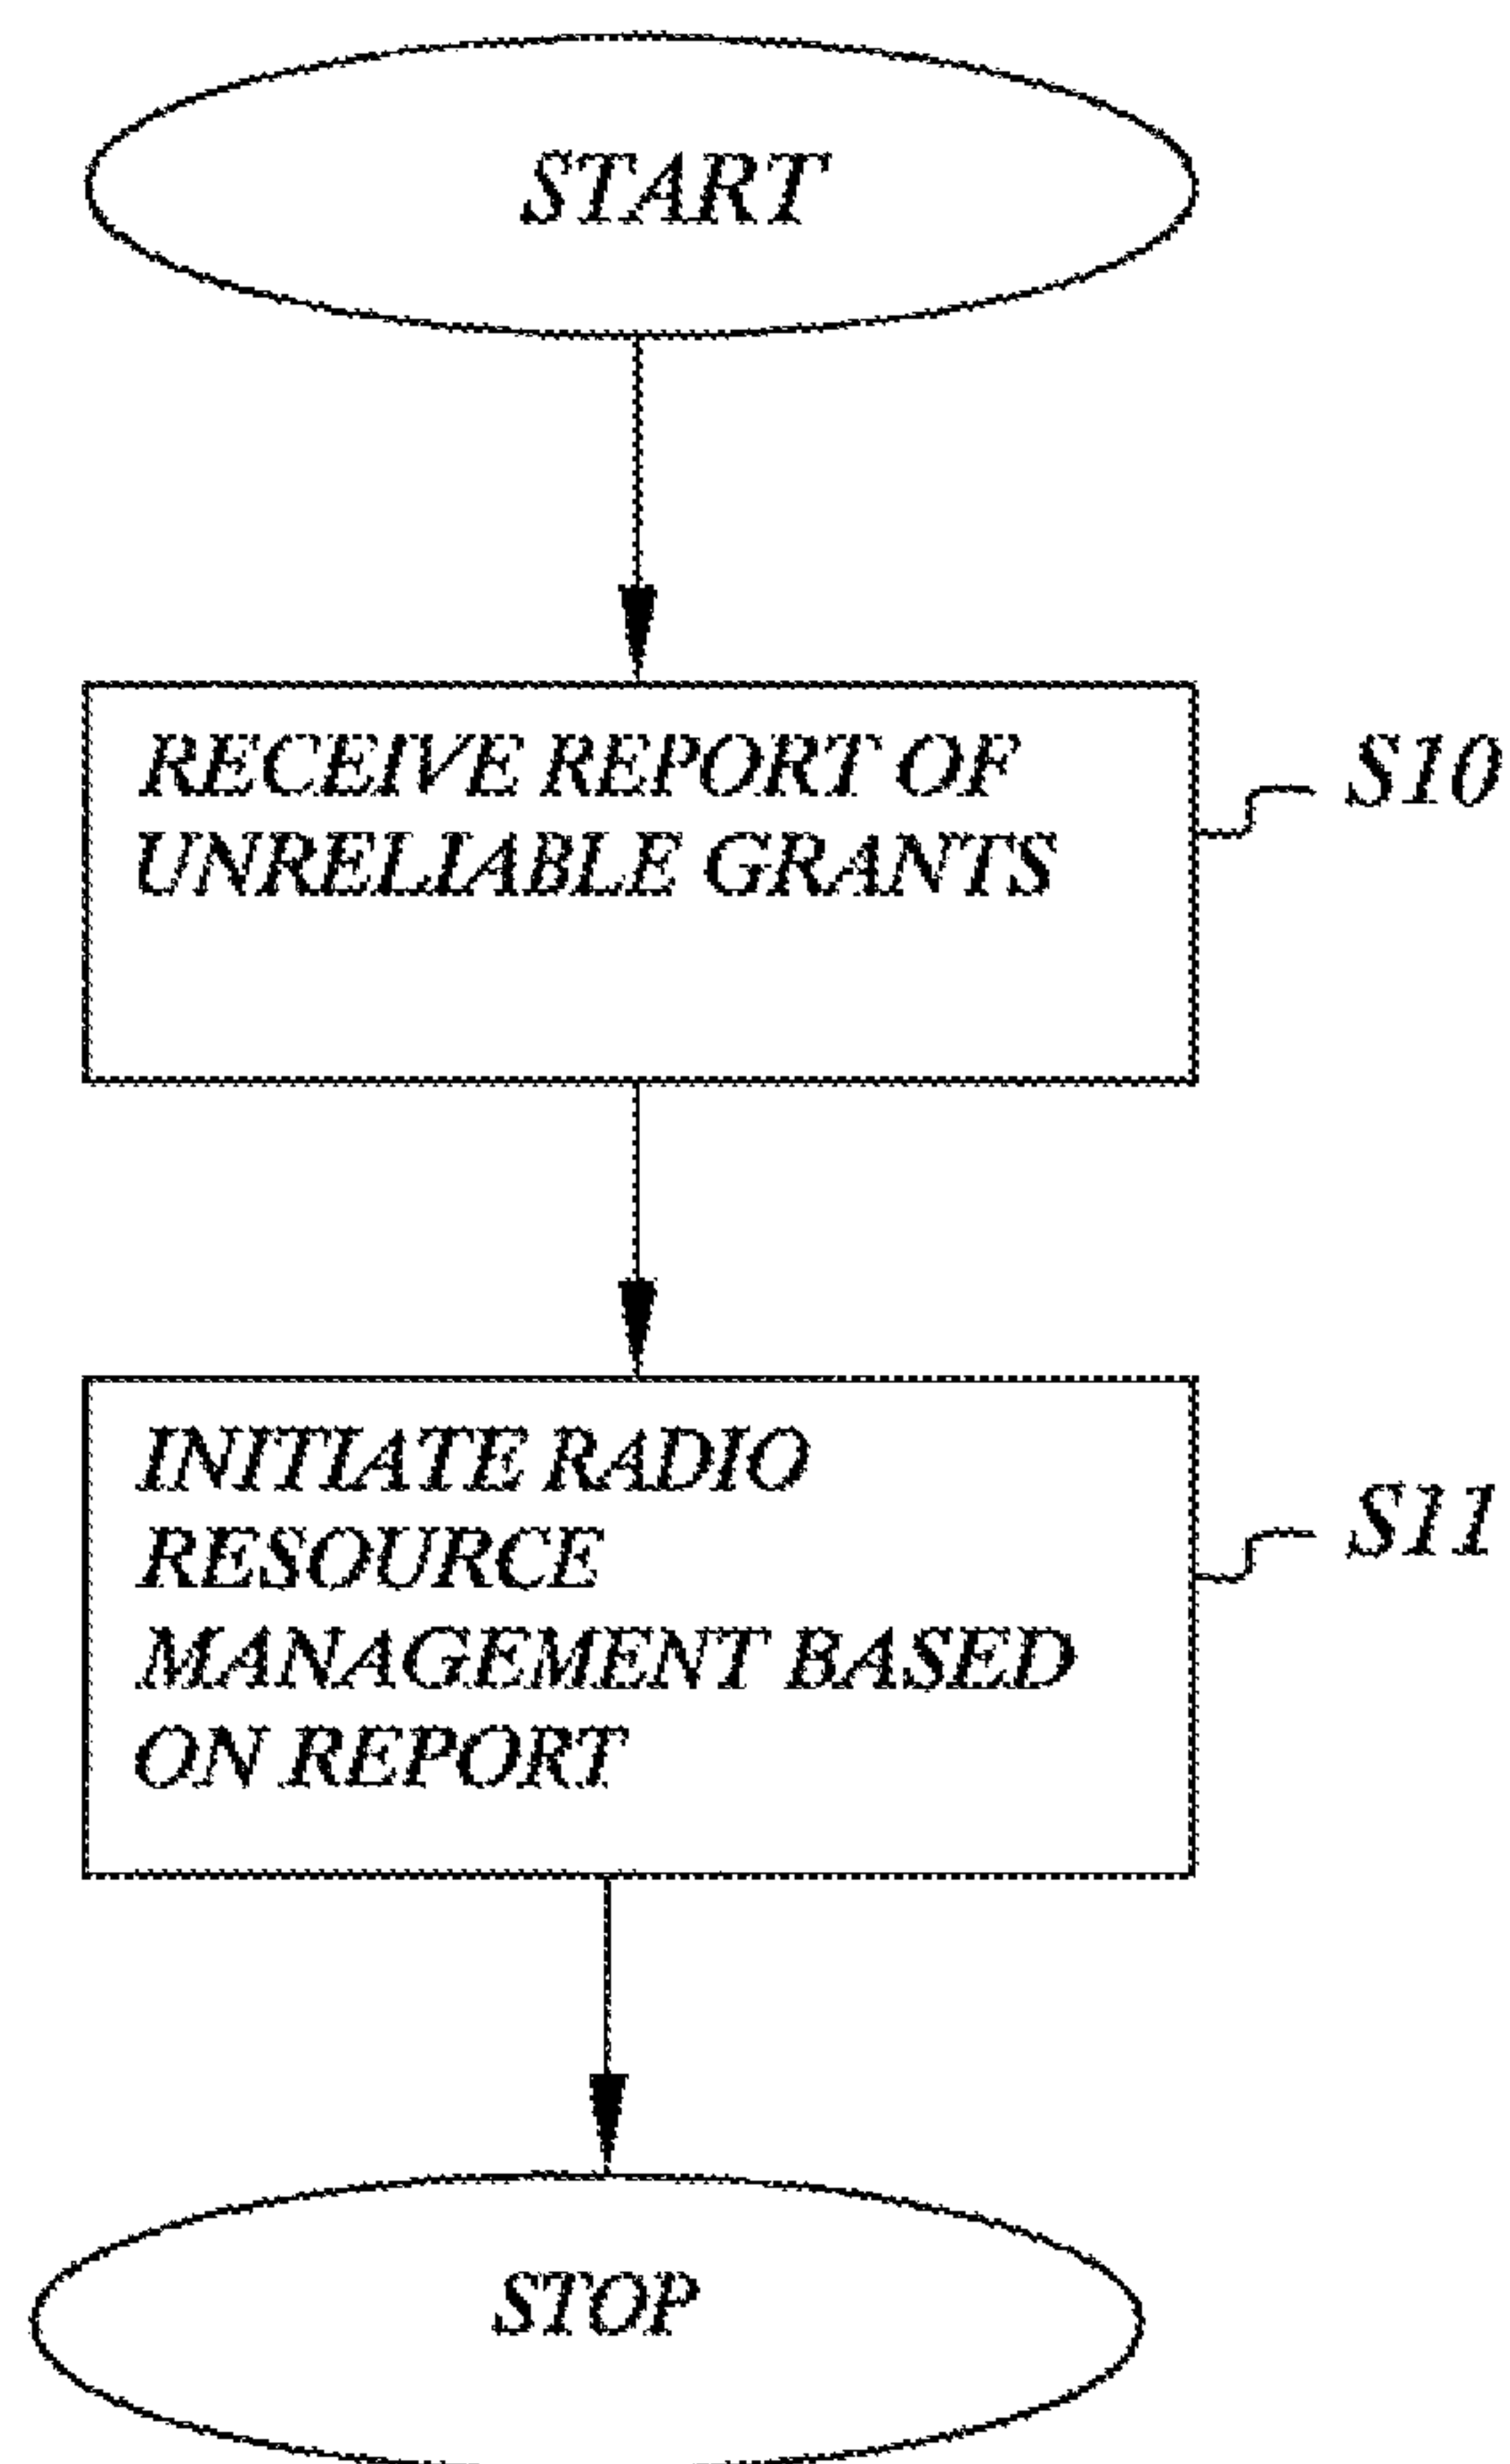 START
RECEIVE REPORT OF
UNRELIABLE GRANTS
S10
INITIATE RADIO
RESOURCE
MANAGEMENT BASED
ON REPORT
S11
STOP